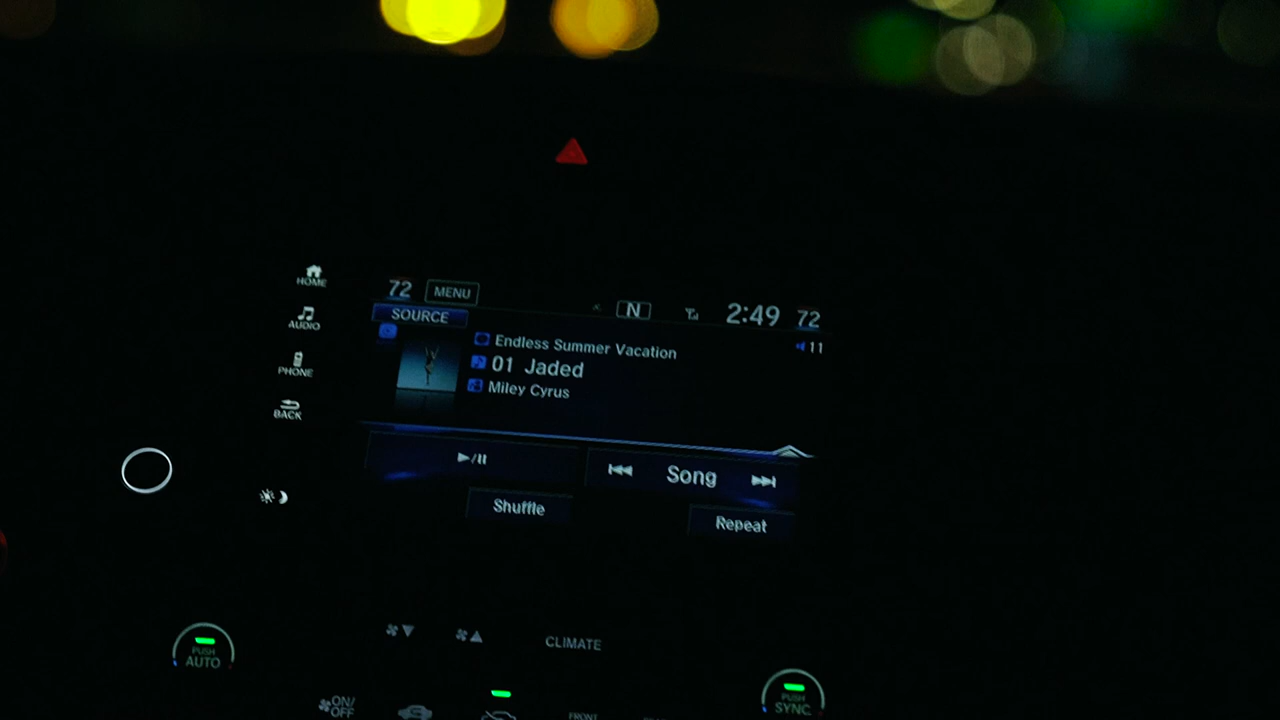 HOME
AUDIO
PHONE
BACK
72 MENU N 2:49 72
SOURCE
11
Endless Summer Vacation
01 Jaded
Miley Cyrus
Song
Shuffle
Repeat
CLIMATE
PUSH
AUTO
ON/
OFF
FRONT
PUSH
SYNC